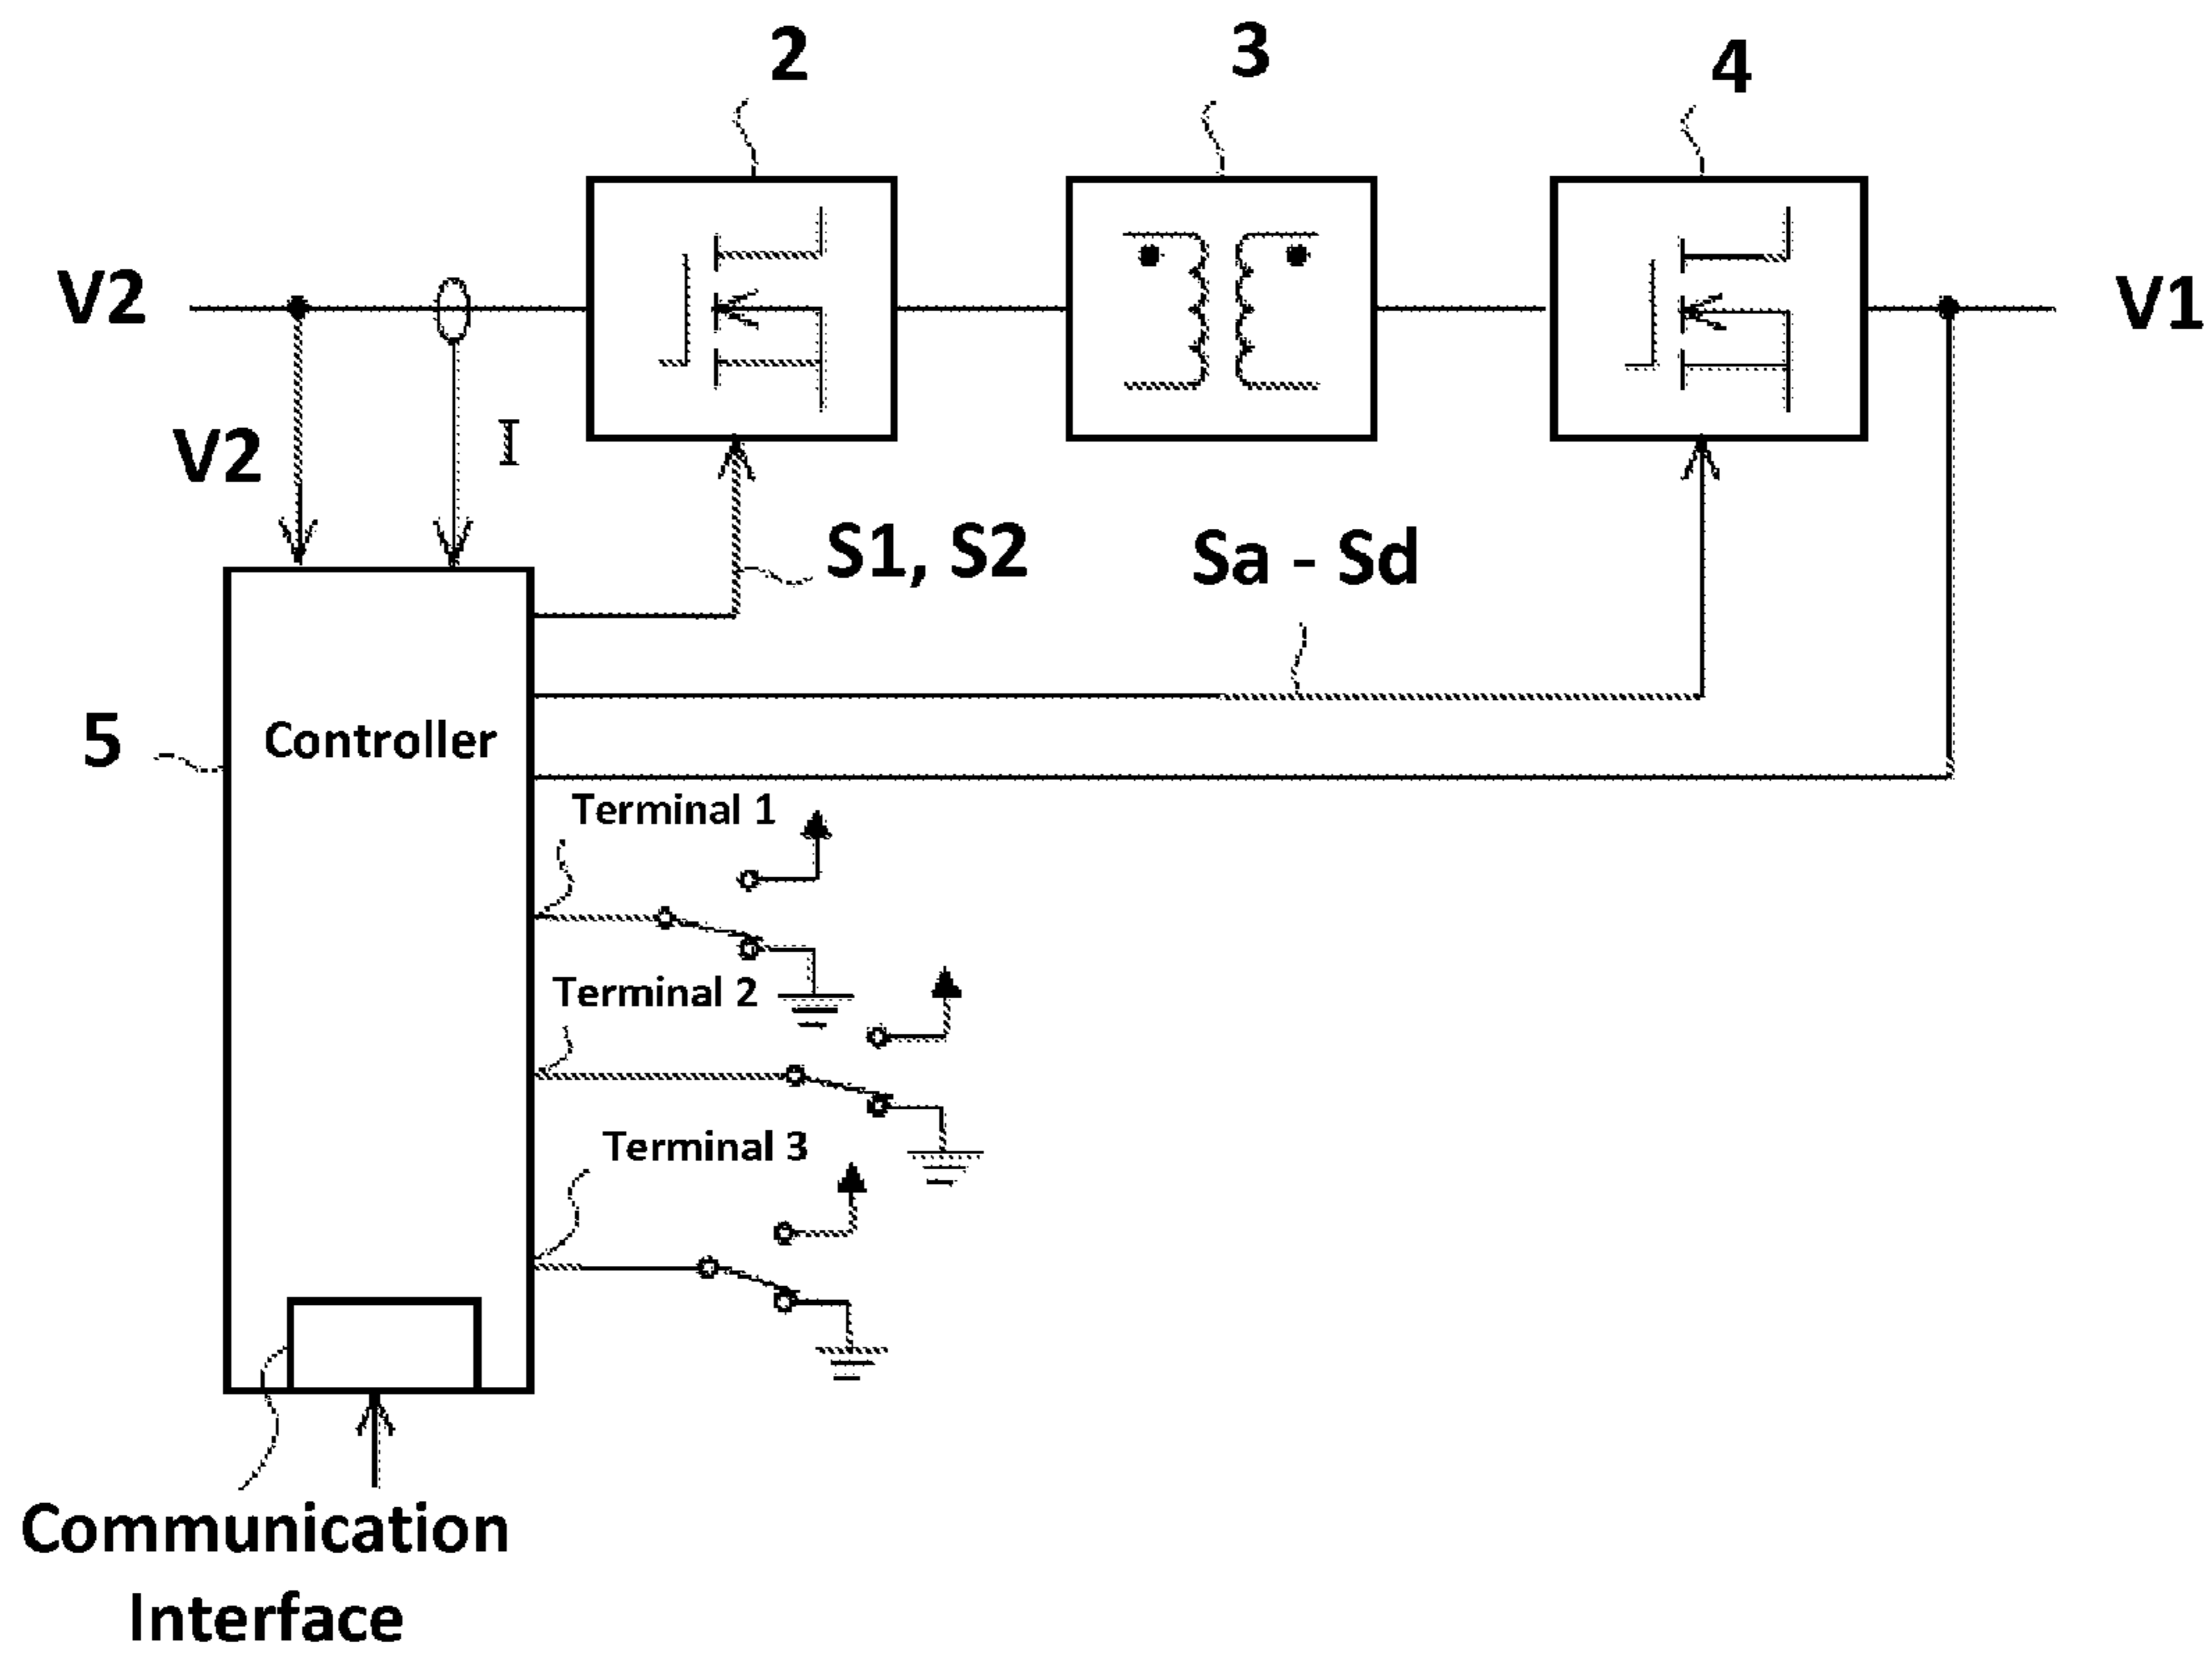 2
3
4
V2
V1
V2
I
S1, S2
Sa - Sd
5
Controller
Terminal 1
Terminal 2
Terminal 3
Communication
Interface